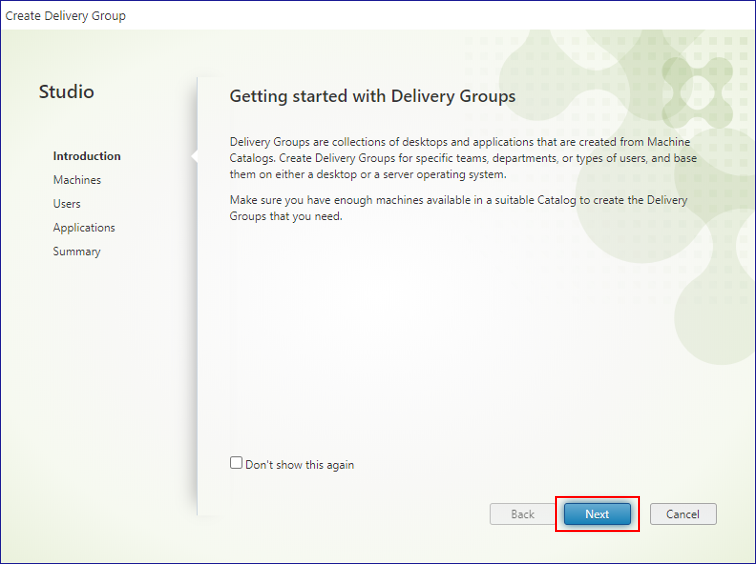 Create Delivery Group
Studio
Introduction
Machines
Users
Applications
Summary
Getting started with Delivery Groups
Delivery Groups are collections of desktops and applications that are created from Machine
Catalogs. Create Delivery Groups for specific teams, departments, or types of users, and base
them on either a desktop or a server operating system.
Make sure you have enough machines available in a suitable Catalog to create the Delivery
Groups that you need.
Don't show this again
Back
Next
Cancel